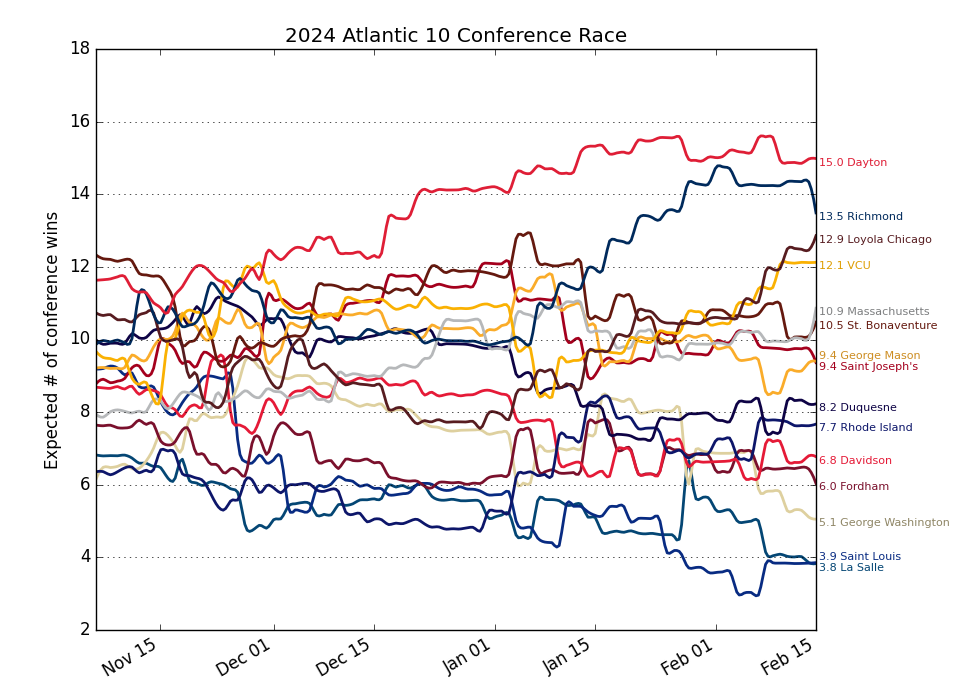 2024 Atlantic 10 Conference Race
Expected # of conference wins
18
16
14
12
10
8
6
4
2
15.0 Dayton
13.5 Richmond
12.9 Loyola Chicago
12.1 VCU
10.9 Massachusetts
10.5 St. Bonaventure
9.4 George Mason
9.4 Saint Joseph's
8.2 Duquesne
7.7 Rhode Island
6.8 Davidson
6.0 Fordham
5.1 George Washington
3.9 Saint Louis
3.8 La Salle
Nov 15
Dec 01
Dec 15
Jan 01
Jan 15
Feb 01
Feb 15